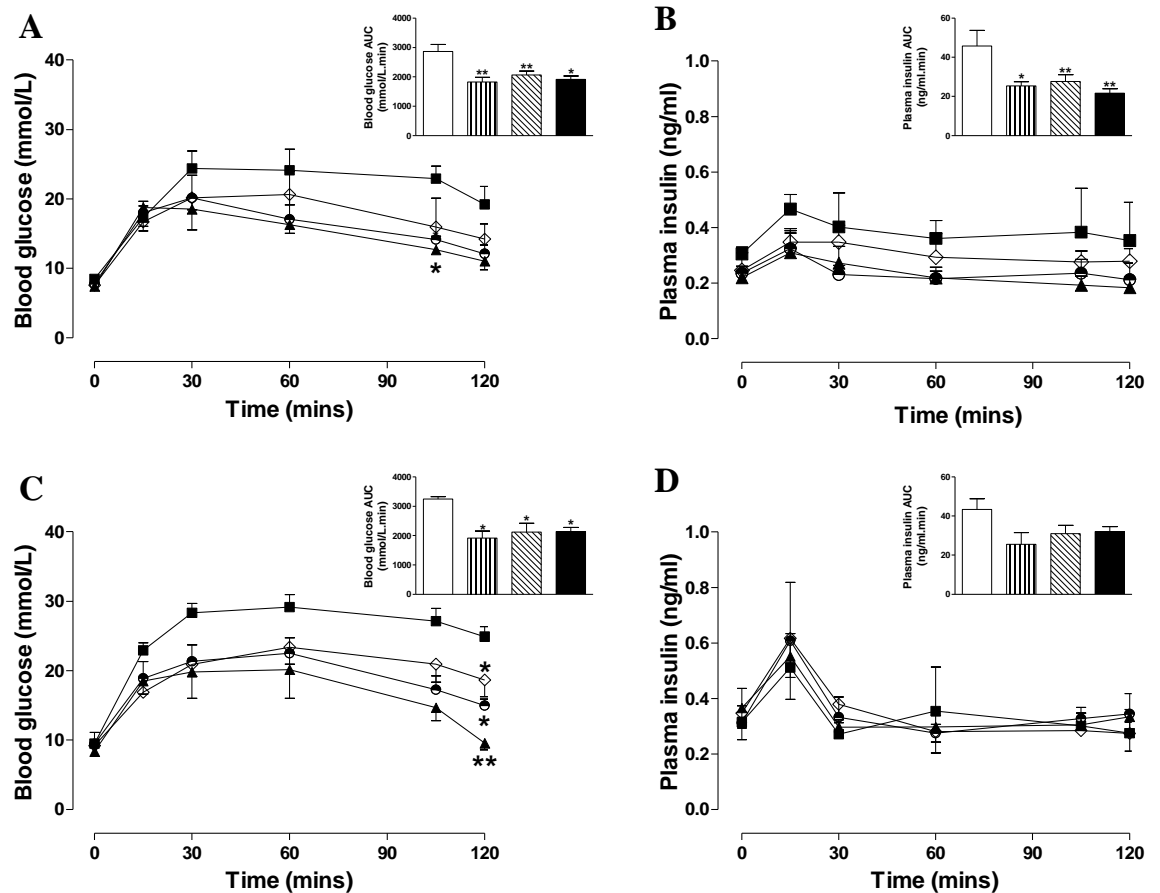 A
Blood glucose (mmol/L)
40
30
20
10
0
0 30 60 90 120
Time (mins)
*
Blood glucose AUC
(mmol/L.min)
4000
3000
2000
1000
0
** ** *
B
Plasma insulin (ng/ml)
1.0
0.8
0.6
0.4
0.2
0.0
0 30 60 90 120
Time (mins)
Plasma insulin AUC
(ng/ml.min)
60
40
20
0
* ** **
C
Blood glucose (mmol/L)
40
30
20
10
0
0 30 60 90 120
Time (mins)
*
*
**
Blood glucose AUC
(mmol/L.min)
4000
3000
2000
1000
0
* * *
D
Plasma insulin (ng/ml)
1.0
0.8
0.6
0.4
0.2
0.0
0 30 60 90 120
Time (mins)
Plasma insulin AUC
(ng/ml.min)
60
40
20
0